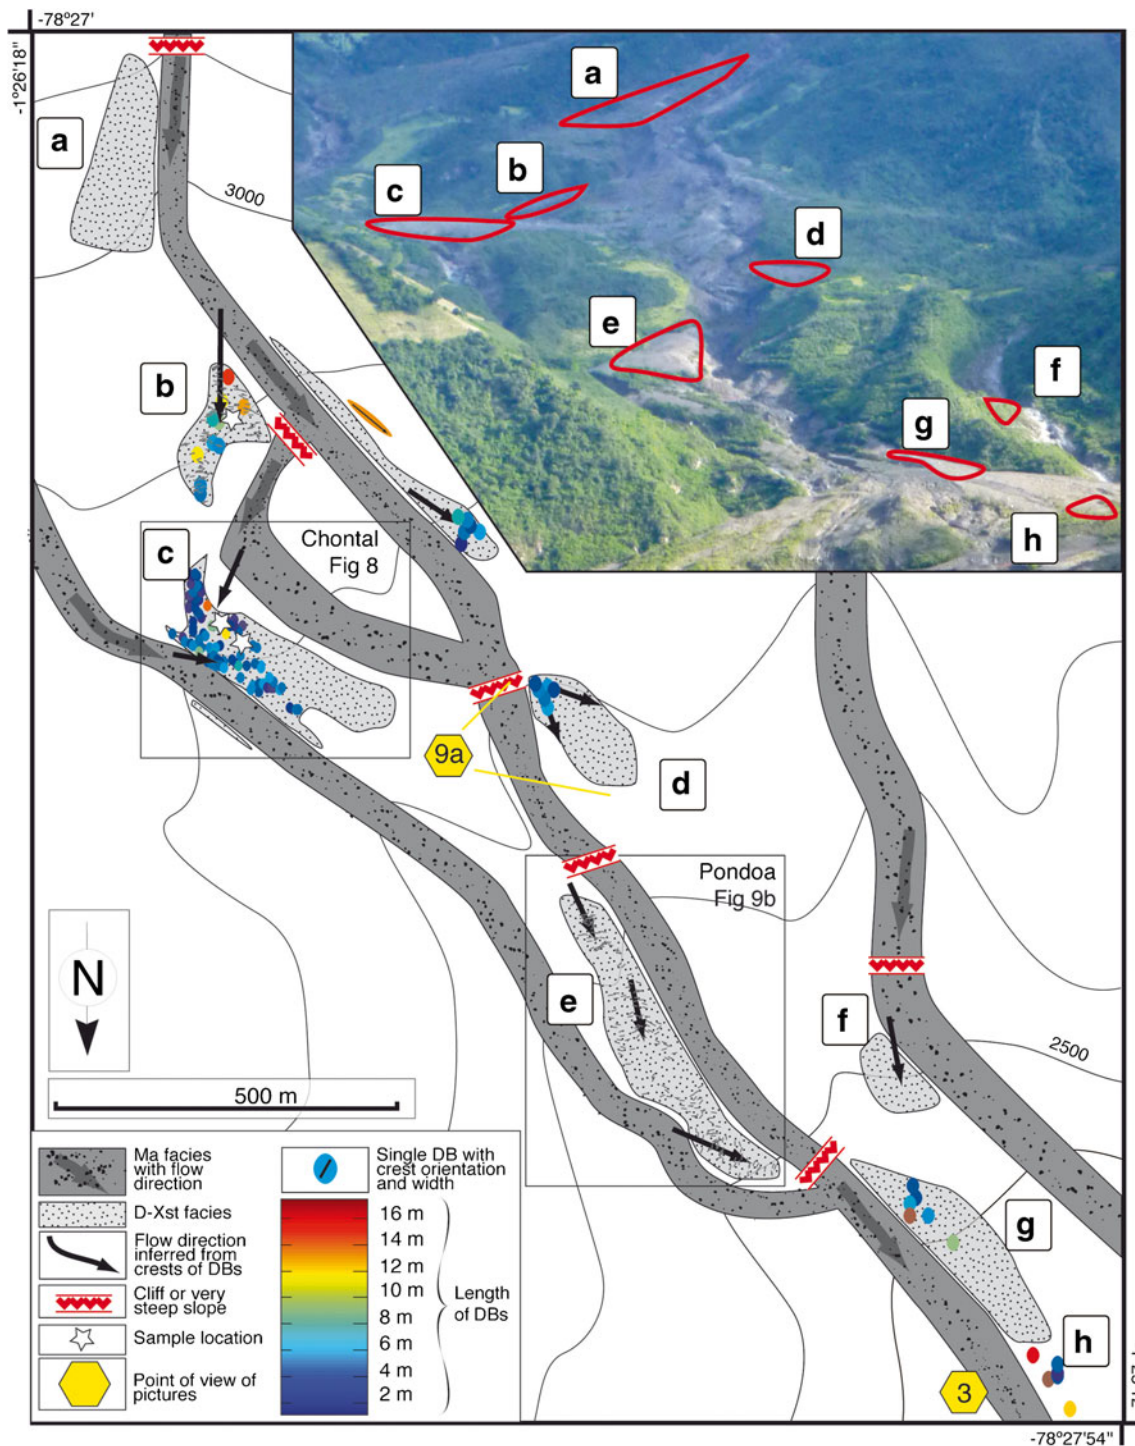 -78°27'
-1°26'18"
a
3000
b
c
Chontal
Fig 8
a
b
c
d
e
f
g
h
9a
d
Pondoa
Fig 9b
e
f
2500
g
h
3
N
500 m
Ma facies
with flow
direction
D-Xst facies
Flow direction
inferred from
crests of DBs
Cliff or very
steep slope
Sample location
Point of view of
pictures
Single DB with
crest orientation
and width
16 m
14 m
12 m
10 m
8 m
6 m
4 m
2 m
Length
of DBs
-78°27'54"